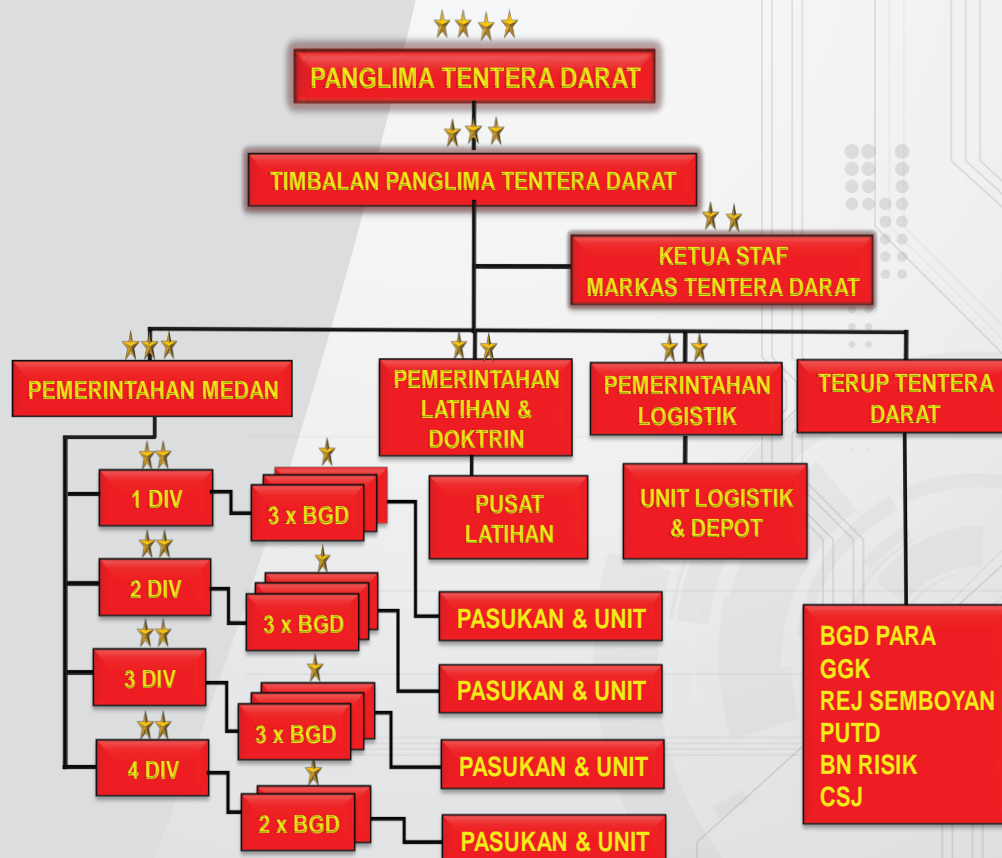 PANGLIMA TENTERA DARAT
TIMBALAN PANGLIMA TENTERA DARAT
KETUA STAF
MARKAS TENTERA DARAT
PEMERINTAHAN MEDAN
PEMERINTAHAN
LATIHAN &
DOKTRIN
PEMERINTAHAN
LOGISTIK
TERUP TENTERA
DARAT
1 DIV
3 x BGD
PUSAT
LATIHAN
UNIT LOGISTIK
& DEPOT
2 DIV
3 x BGD
PASUKAN & UNIT
3 DIV
3 x BGD
PASUKAN & UNIT
4 DIV
2 x BGD
PASUKAN & UNIT
PASUKAN & UNIT
BGD PARA
GGK
REJ SEMBOYAN
PUTD
BN RISIK
CSJ